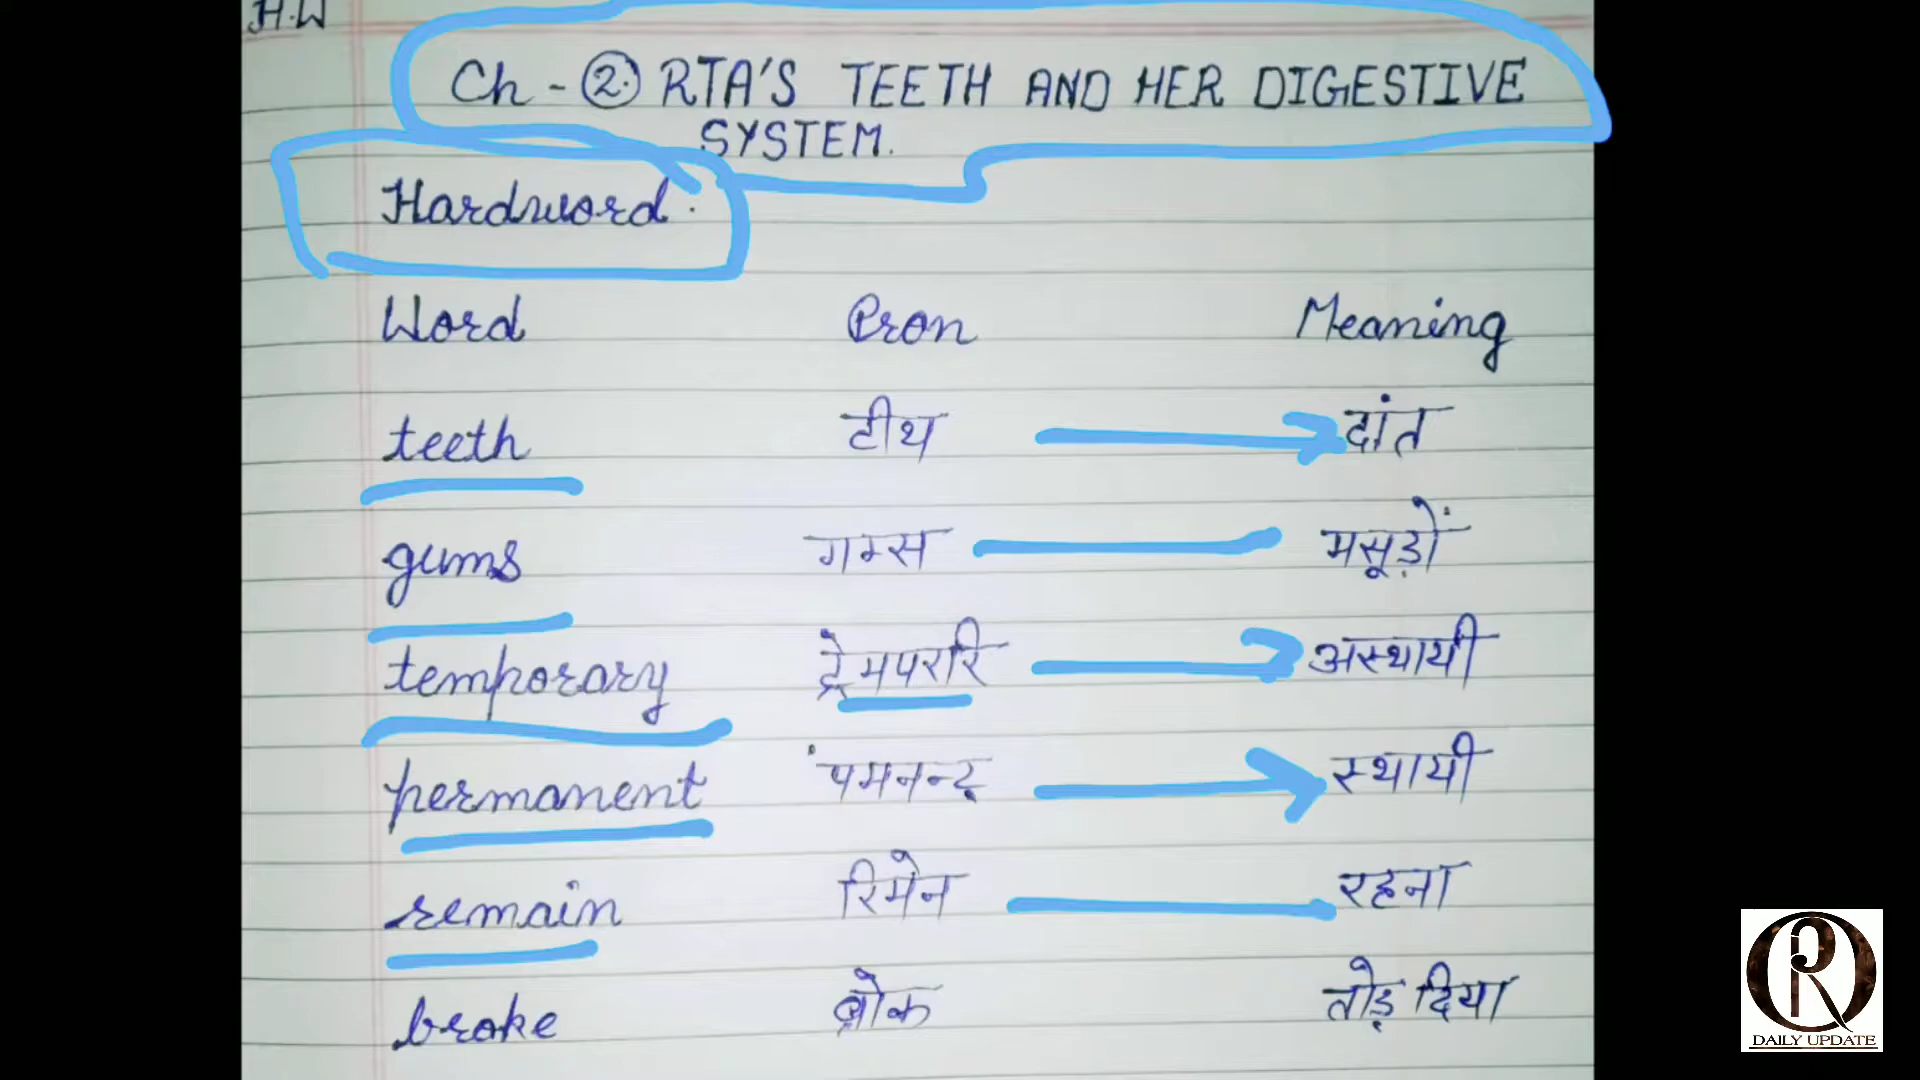 H.W
Ch - ②. RTA'S TEETH AND HER DIGESTIVE
SYSTEM.
Hardword.
Word Pron Meaning
teeth टीथ दांत
gums गम्स मसूड़ों
temporary ट्रेमपररि अस्थायी
permanent पंमनन्ट् स्थायी
remain रिमेन रहना
broke ब्रोक तोड़ दिया
DAILY UPDATE